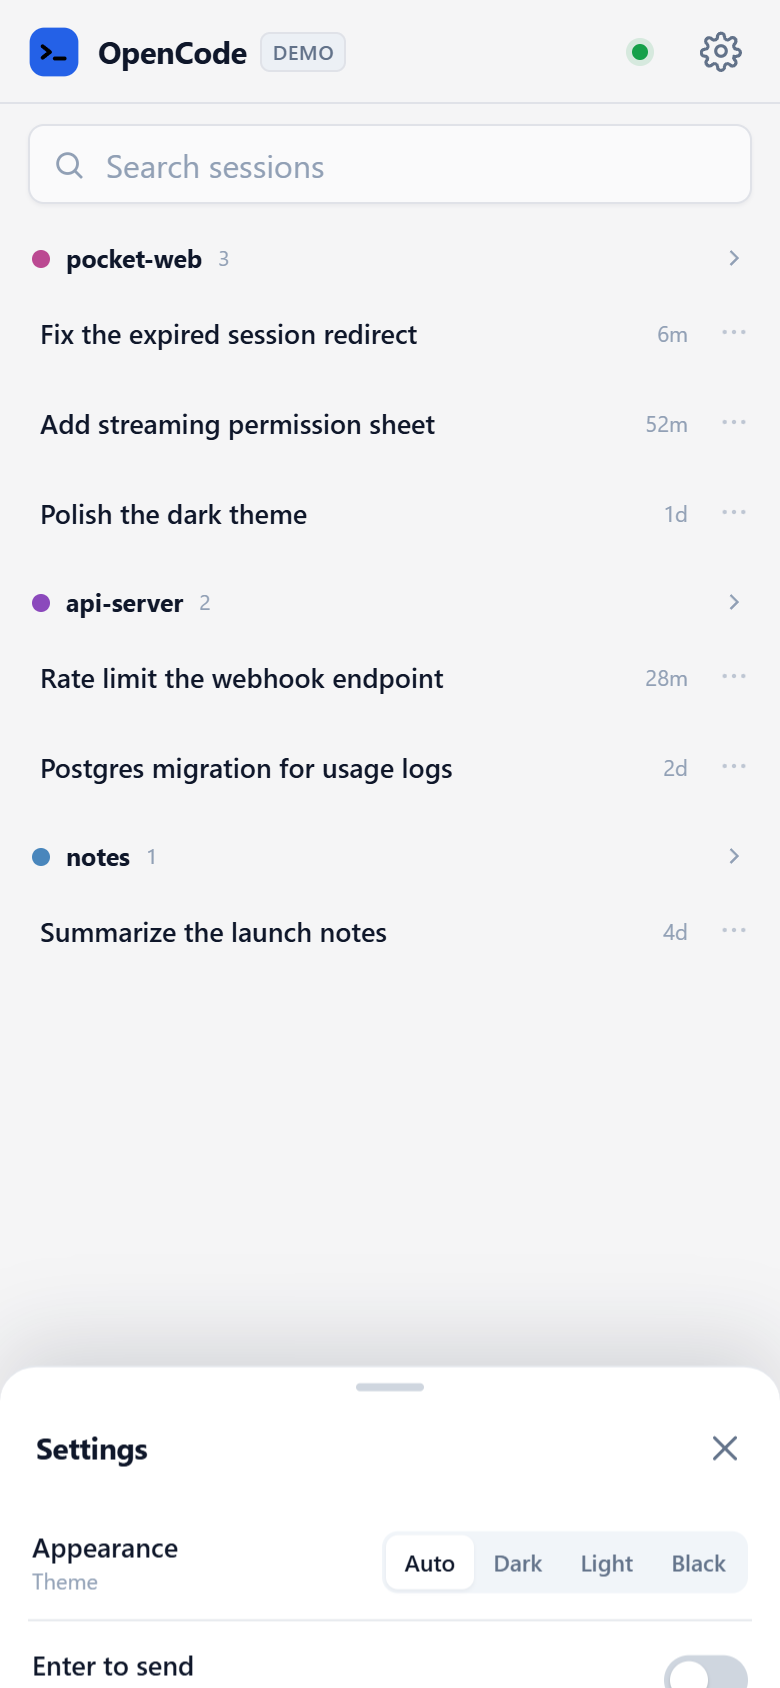 OpenCode DEMO
Search sessions
pocket-web 3
Fix the expired session redirect 6m
Add streaming permission sheet 52m
Polish the dark theme 1d
api-server 2
Rate limit the webhook endpoint 28m
Postgres migration for usage logs 2d
notes 1
Summarize the launch notes 4d
Settings
Appearance
Theme
Auto Dark Light Black
Enter to send